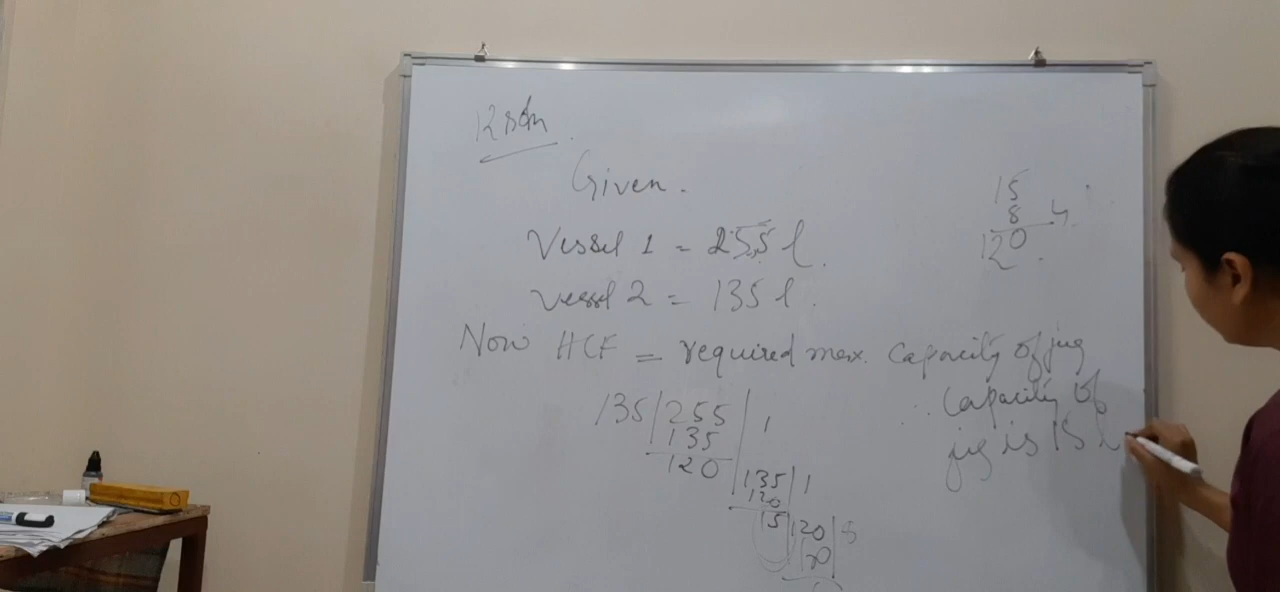 Given.
Vessel 1 = 255 l.
Vessel 2 = 135 l.
Now HCF = required max. Capacity of jug
135 255 1
135
120
135 1
120
15 120 8
120
0
15
8
120
∴ Capacity of
jug is 15